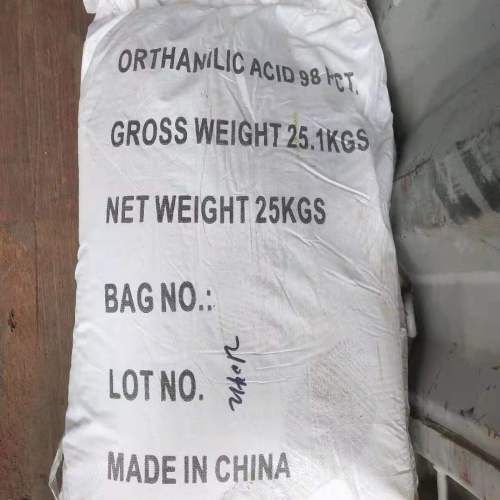 ORTHANILIC ACID 98 PCT.
GROSS WEIGHT 25.1KGS
NET WEIGHT 25KGS
BAG NO.:
LOT NO.
MADE IN CHINA